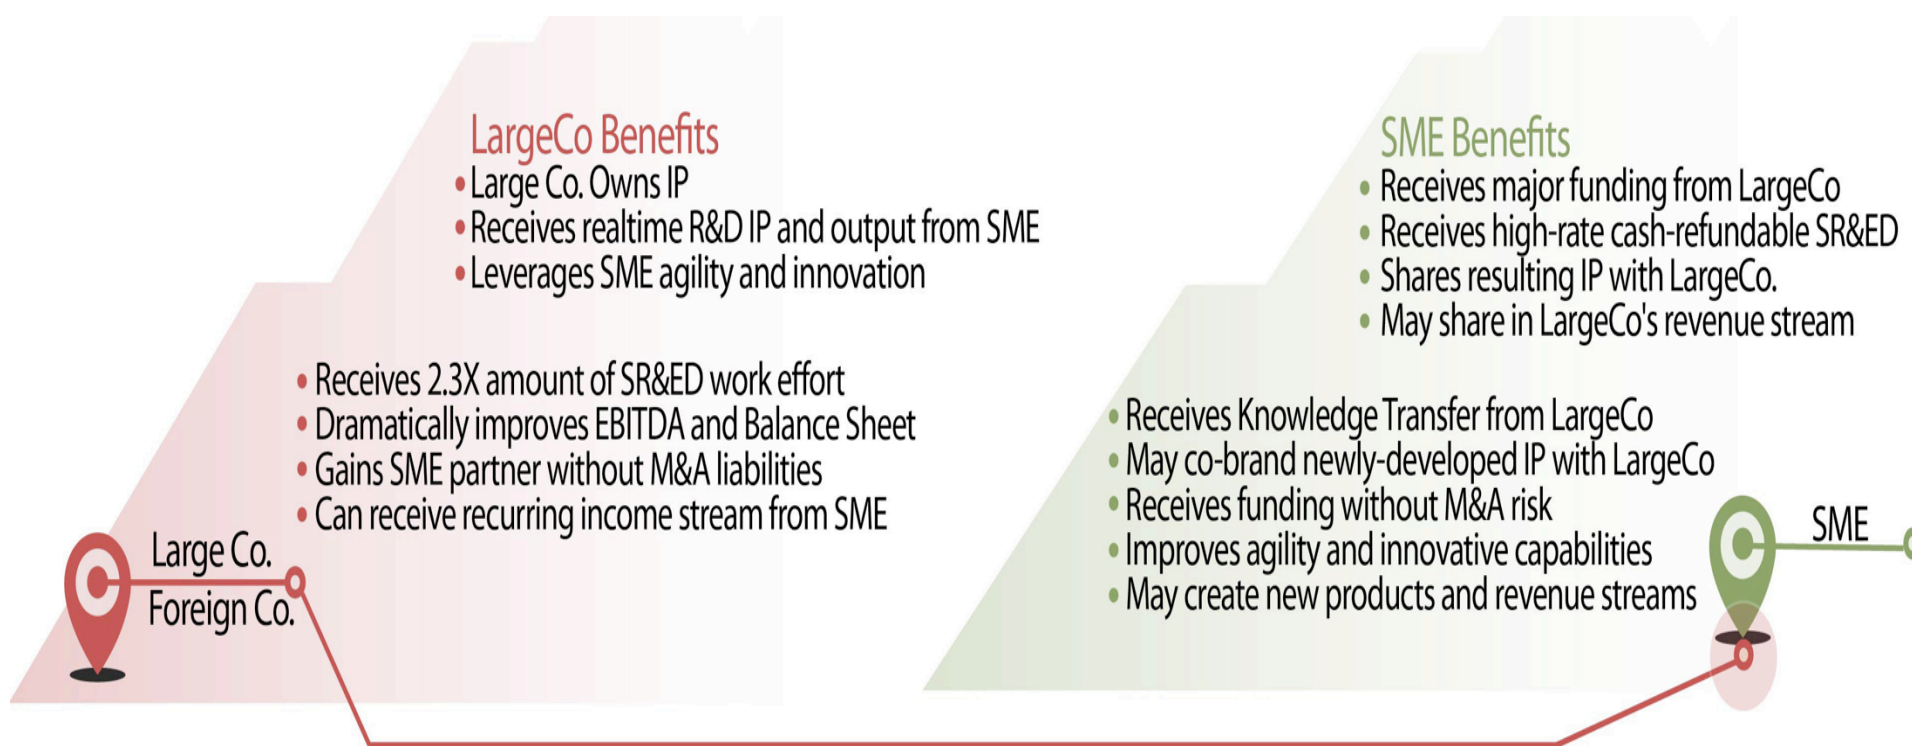 LargeCo Benefits
• Large Co. Owns IP
• Receives realtime R&D IP and output from SME
• Leverages SME agility and innovation
• Receives 2.3X amount of SR&ED work effort
• Dramatically improves EBITDA and Balance Sheet
• Gains SME partner without M&A liabilities
• Can receive recurring income stream from SME
Large Co.
Foreign Co.
SME Benefits
• Receives major funding from LargeCo
• Receives high-rate cash-refundable SR&ED
• Shares resulting IP with LargeCo.
• May share in LargeCo's revenue stream
• Receives Knowledge Transfer from LargeCo
• May co-brand newly-developed IP with LargeCo
• Receives funding without M&A risk
• Improves agility and innovative capabilities
• May create new products and revenue streams
SME